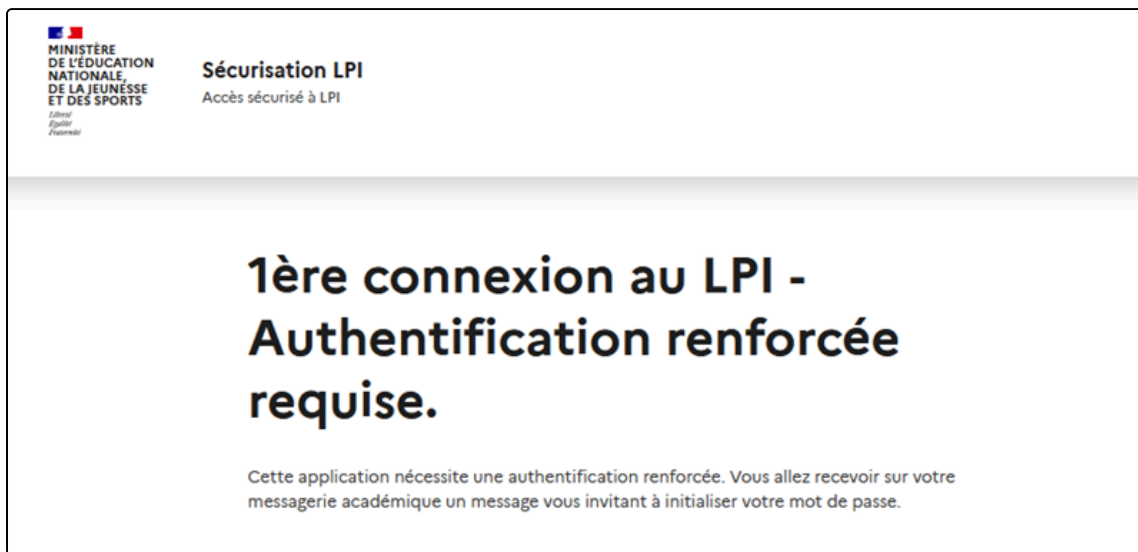 MINISTÈRE
DE L'ÉDUCATION
NATIONALE,
DE LA JEUNESSE
ET DES SPORTS
Liberté
Égalité
Fraternité
Sécurisation LPI
Accès sécurisé à LPI
1ère connexion au LPI -
Authentification renforcée
requise.
Cette application nécessite une authentification renforcée. Vous allez recevoir sur votre
messagerie académique un message vous invitant à initialiser votre mot de passe.